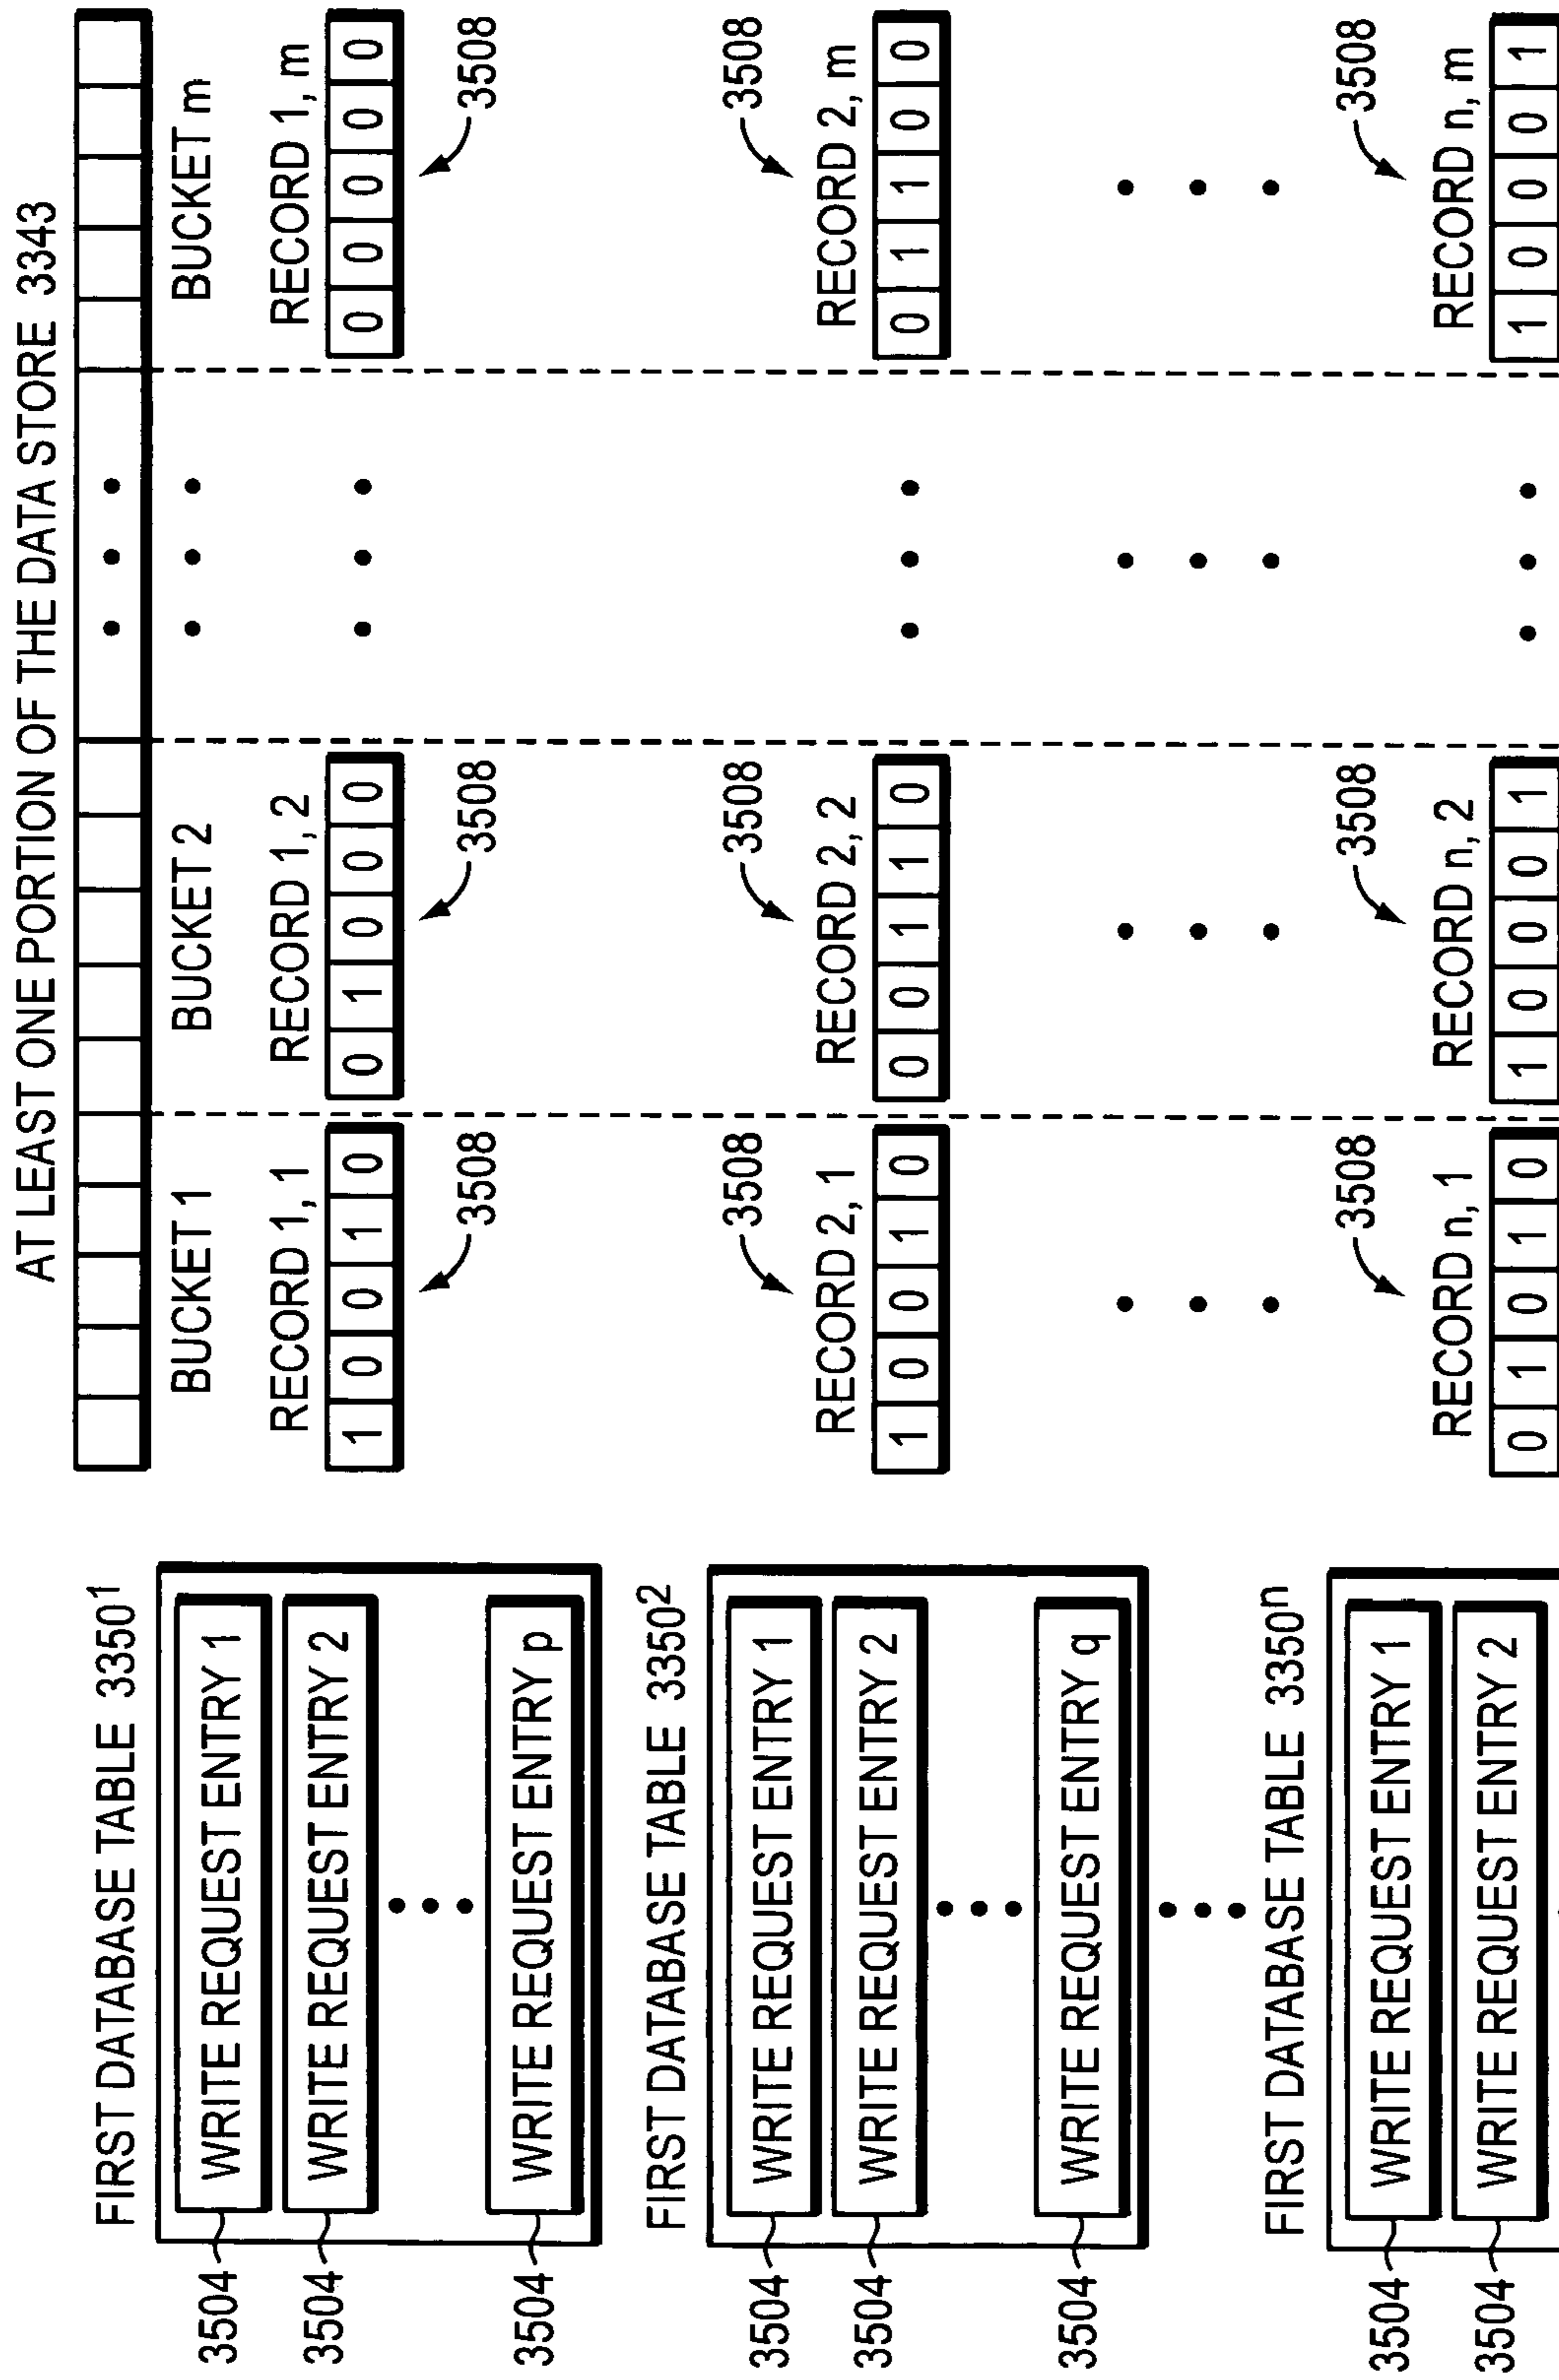 AT LEAST ONE PORTION OF THE DATA STORE 3343
BUCKET 1
BUCKET 2
BUCKET m
FIRST DATABASE TABLE 3350¹
3504
WRITE REQUEST ENTRY 1
3504
WRITE REQUEST ENTRY 2
3504
WRITE REQUEST ENTRY p
RECORD 1, 1
RECORD 1, 2
RECORD 1, m
1 0 0 1 0
0 1 0 0 0
0 0 0 0 0
3508
3508
3508
FIRST DATABASE TABLE 3350²
3504
WRITE REQUEST ENTRY 1
3504
WRITE REQUEST ENTRY 2
3504
WRITE REQUEST ENTRY q
3508
3508
3508
RECORD 2, 1
RECORD 2, 2
RECORD 2, m
1 0 0 1 0
0 0 1 1 0
0 1 1 0 0
FIRST DATABASE TABLE 3350ⁿ
3504
WRITE REQUEST ENTRY 1
3504
WRITE REQUEST ENTRY 2
3508
3508
3508
RECORD n, 1
RECORD n, 2
RECORD n, m
0 1 0 1 0
1 0 0 0 1
1 0 0 0 1